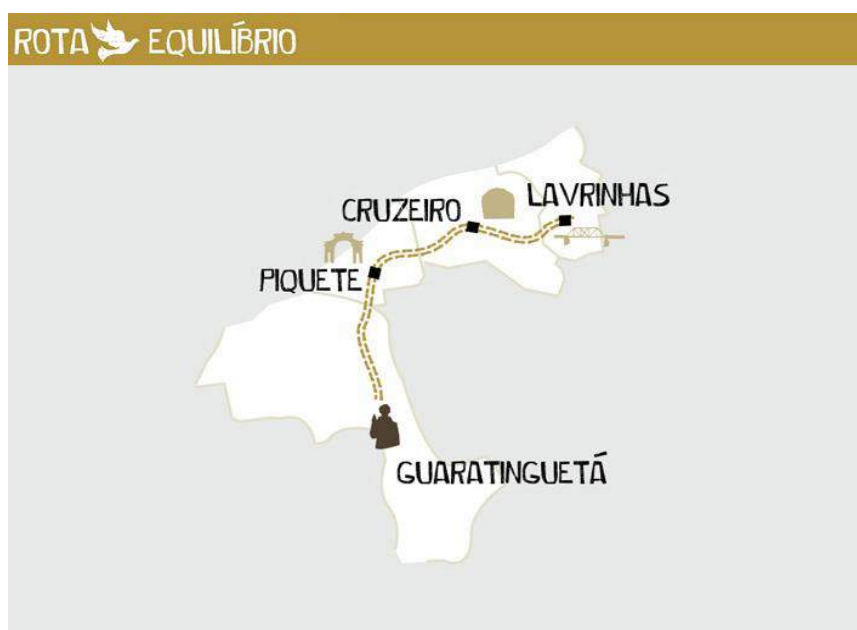 ROTA EQUILÍBRIO
LAVRINHAS
CRUZEIRO
PIQUETE
GUARATINGUETÁ